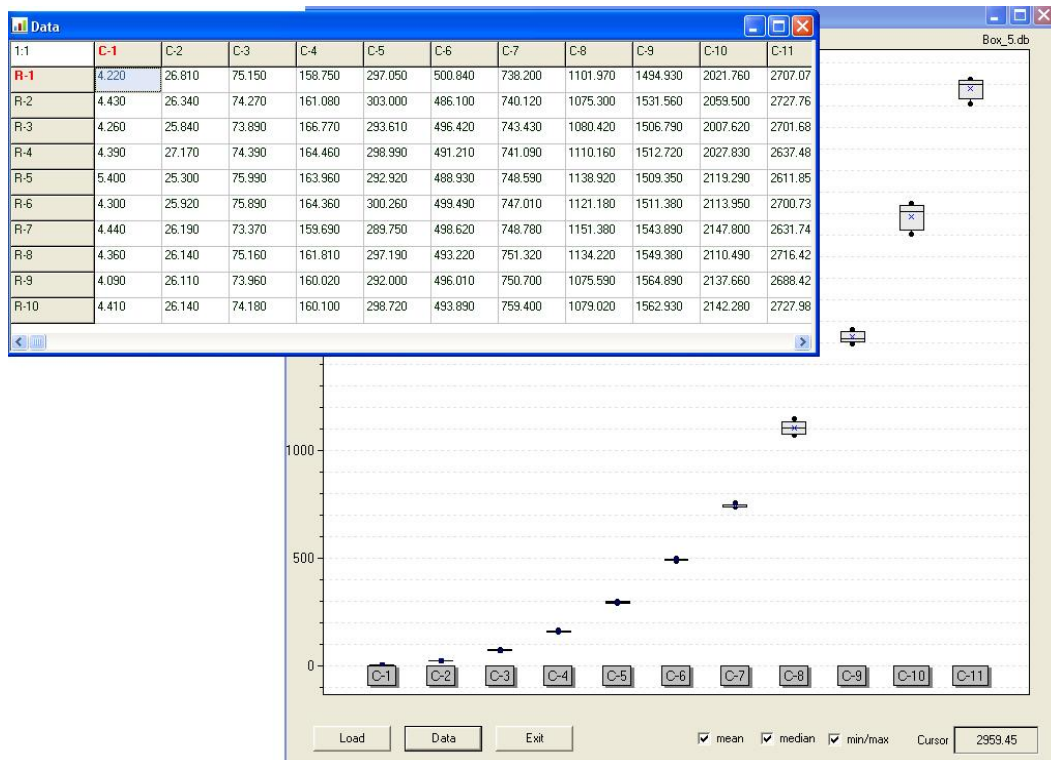 Data
Box_5.db
1:1 C-1 C-2 C-3 C-4 C-5 C-6 C-7 C-8 C-9 C-10 C-11
R-1 4.220 26.810 75.150 158.750 297.050 500.840 738.200 1101.970 1494.930 2021.760 2707.07
R-2 4.430 26.340 74.270 161.080 303.000 486.100 740.120 1075.300 1531.560 2059.500 2727.76
R-3 4.260 25.840 73.890 166.770 293.610 496.420 743.430 1080.420 1506.790 2007.620 2701.68
R-4 4.390 27.170 74.390 164.460 298.990 491.210 741.090 1110.160 1512.720 2027.830 2637.48
R-5 5.400 25.300 75.990 163.960 292.920 488.930 748.590 1138.920 1509.350 2119.290 2611.85
R-6 4.300 25.920 75.890 164.360 300.260 499.490 747.010 1121.180 1511.380 2113.950 2700.73
R-7 4.440 26.190 73.370 159.690 289.750 498.620 748.780 1151.380 1543.890 2147.800 2631.74
R-8 4.360 26.140 75.160 161.810 297.190 493.220 751.320 1134.220 1549.380 2110.490 2716.42
R-9 4.090 26.110 73.960 160.020 292.000 496.010 750.700 1075.590 1564.890 2137.660 2688.42
R-10 4.410 26.140 74.180 160.100 298.720 493.890 759.400 1079.020 1562.930 2142.280 2727.98
1000
500
0
C-1 C-2 C-3 C-4 C-5 C-6 C-7 C-8 C-9 C-10 C-11
Load Data Exit mean median min/max Cursor 2959.45